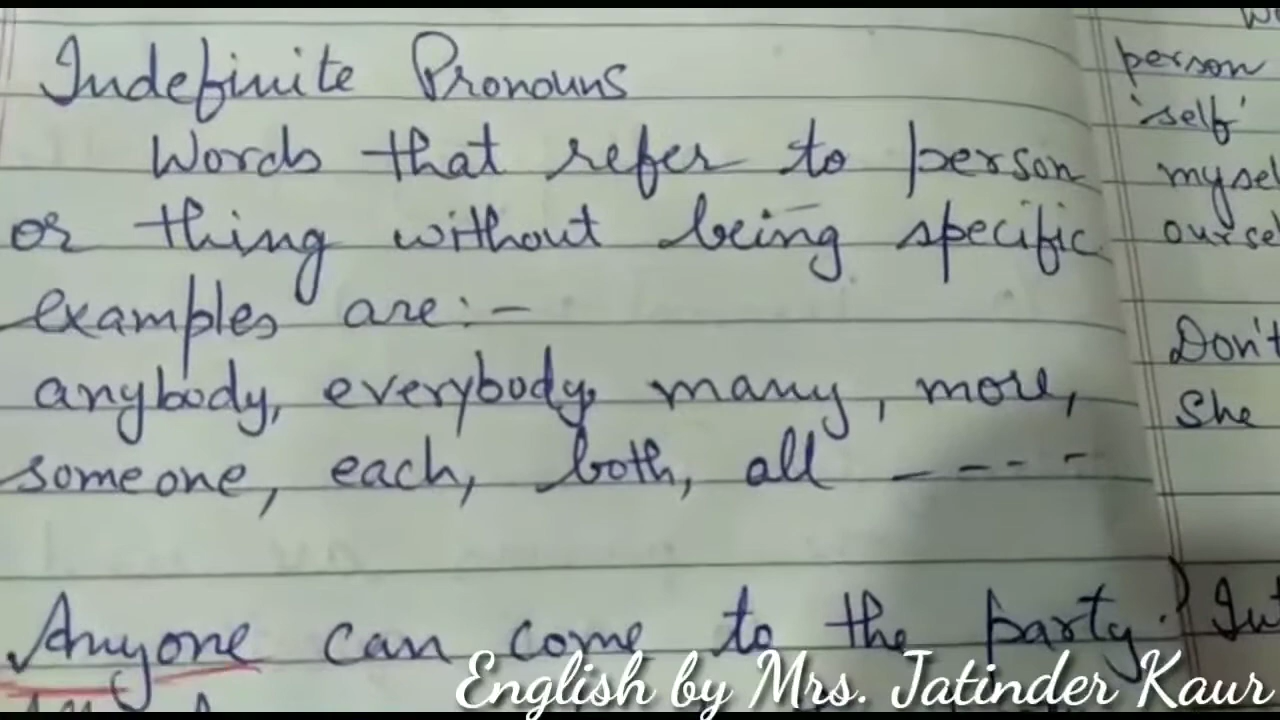 Indefinite Pronouns
Words that refer to person
or thing without being specific
examples are:-
anybody, everybody, many, more,
someone, each, both, all ----
Anyone can come to the party.
person
'self'
Don't
She
English by Mrs. Jatinder Kaur